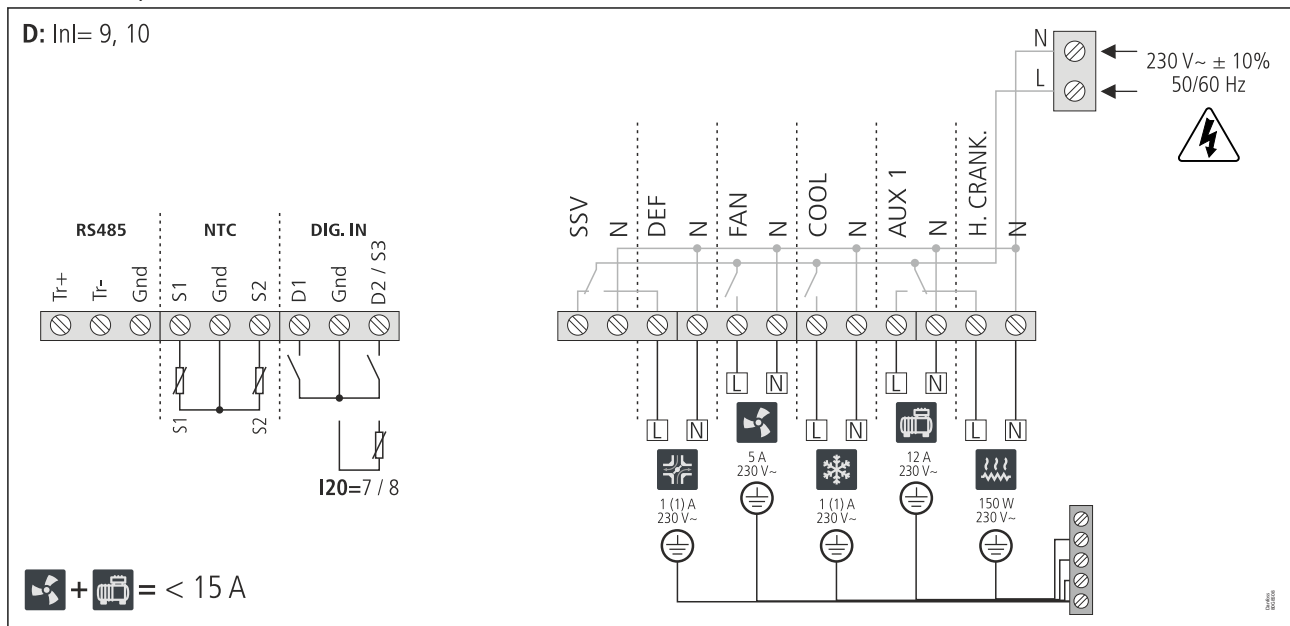 D: InI= 9, 10
N
L
230 V~ ± 10%
50/60 Hz
RS485
NTC
DIG. IN
Tr+
Tr-
Gnd
S1
Gnd
S2
D1
Gnd
D2 / S3
SSV
N
DEF
N
FAN
N
COOL
N
AUX 1
N
H. CRANK.
N
S1
S2
I20=7 / 8
L
N
L
N
L
N
L
N
L
N
5 A
230 V~
12 A
230 V~
1 (1) A
230 V~
1 (1) A
230 V~
150 W
230 V~
+ = < 15 A
Danfoss